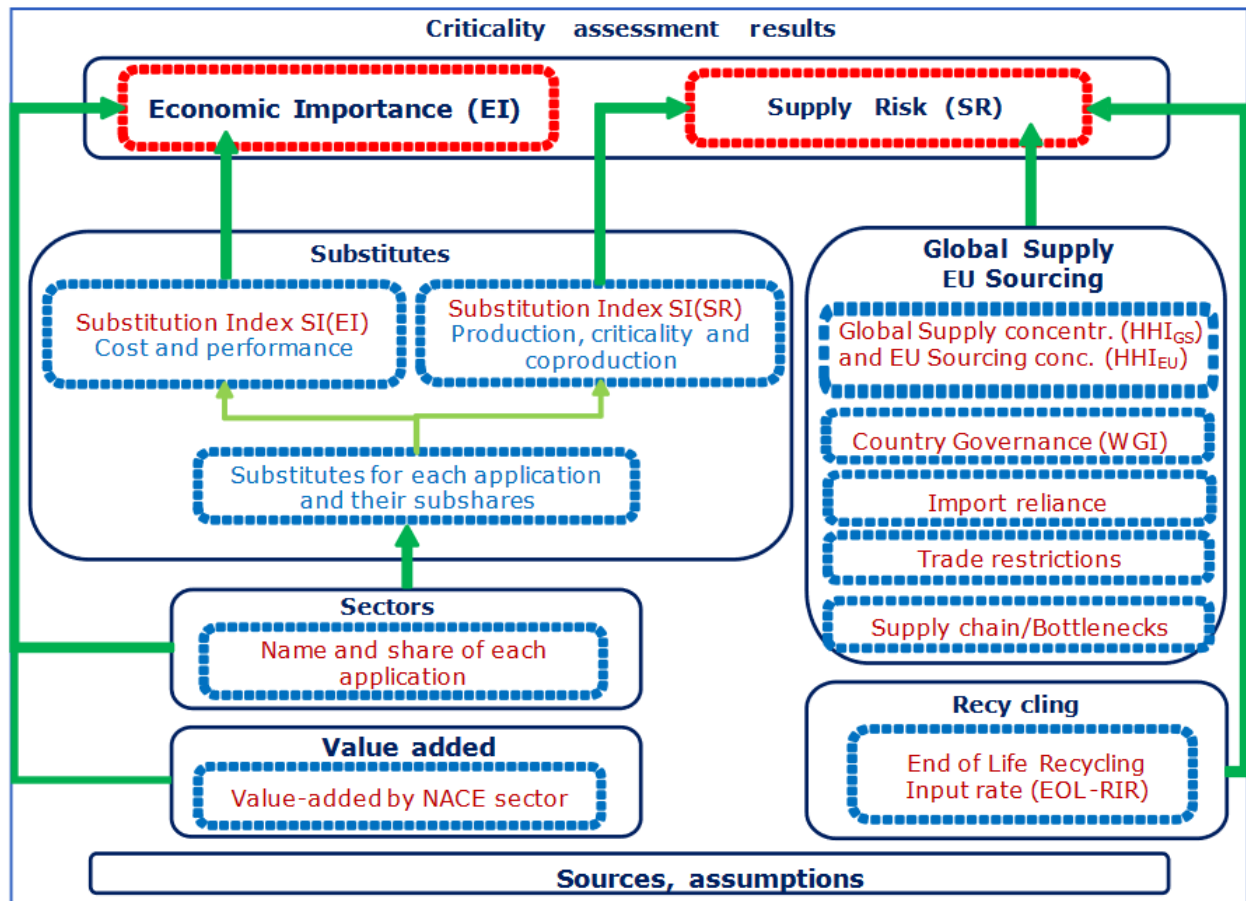 Criticality assessment results
Economic Importance (EI)
Supply Risk (SR)
Substitutes
Substitution Index SI(EI)
Cost and performance
Substitution Index SI(SR)
Production, criticality and
coproduction
Substitutes for each application
and their subshares
Sectors
Name and share of each
application
Value added
Value-added by NACE sector
Global Supply
EU Sourcing
Global Supply concentr. (HHIGS)
and EU Sourcing conc. (HHIEU)
Country Governance (WGI)
Import reliance
Trade restrictions
Supply chain/Bottlenecks
Recy cling
End of Life Recycling
Input rate (EOL-RIR)
Sources, assumptions